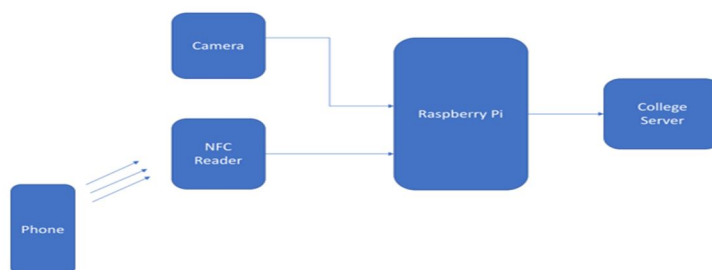 Camera
NFC
Reader
Phone
Raspberry Pi
College
Server